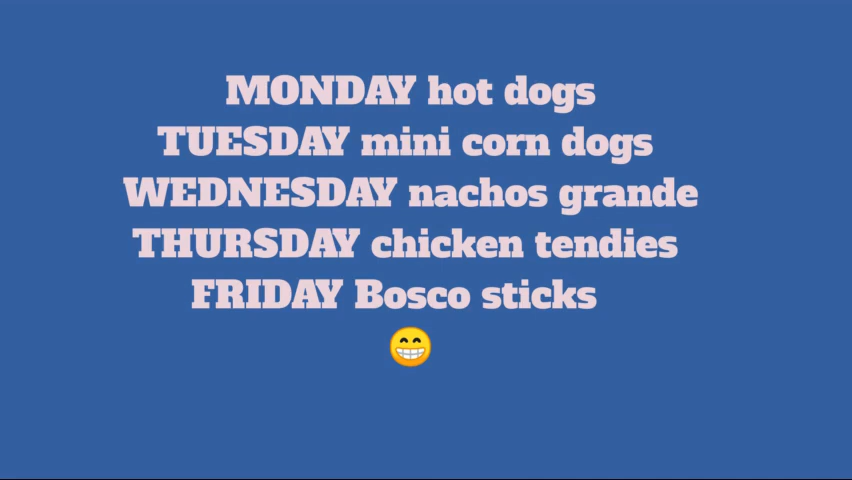 MONDAY hot dogs
TUESDAY mini corn dogs
WEDNESDAY nachos grande
THURSDAY chicken tendies
FRIDAY Bosco sticks
😁